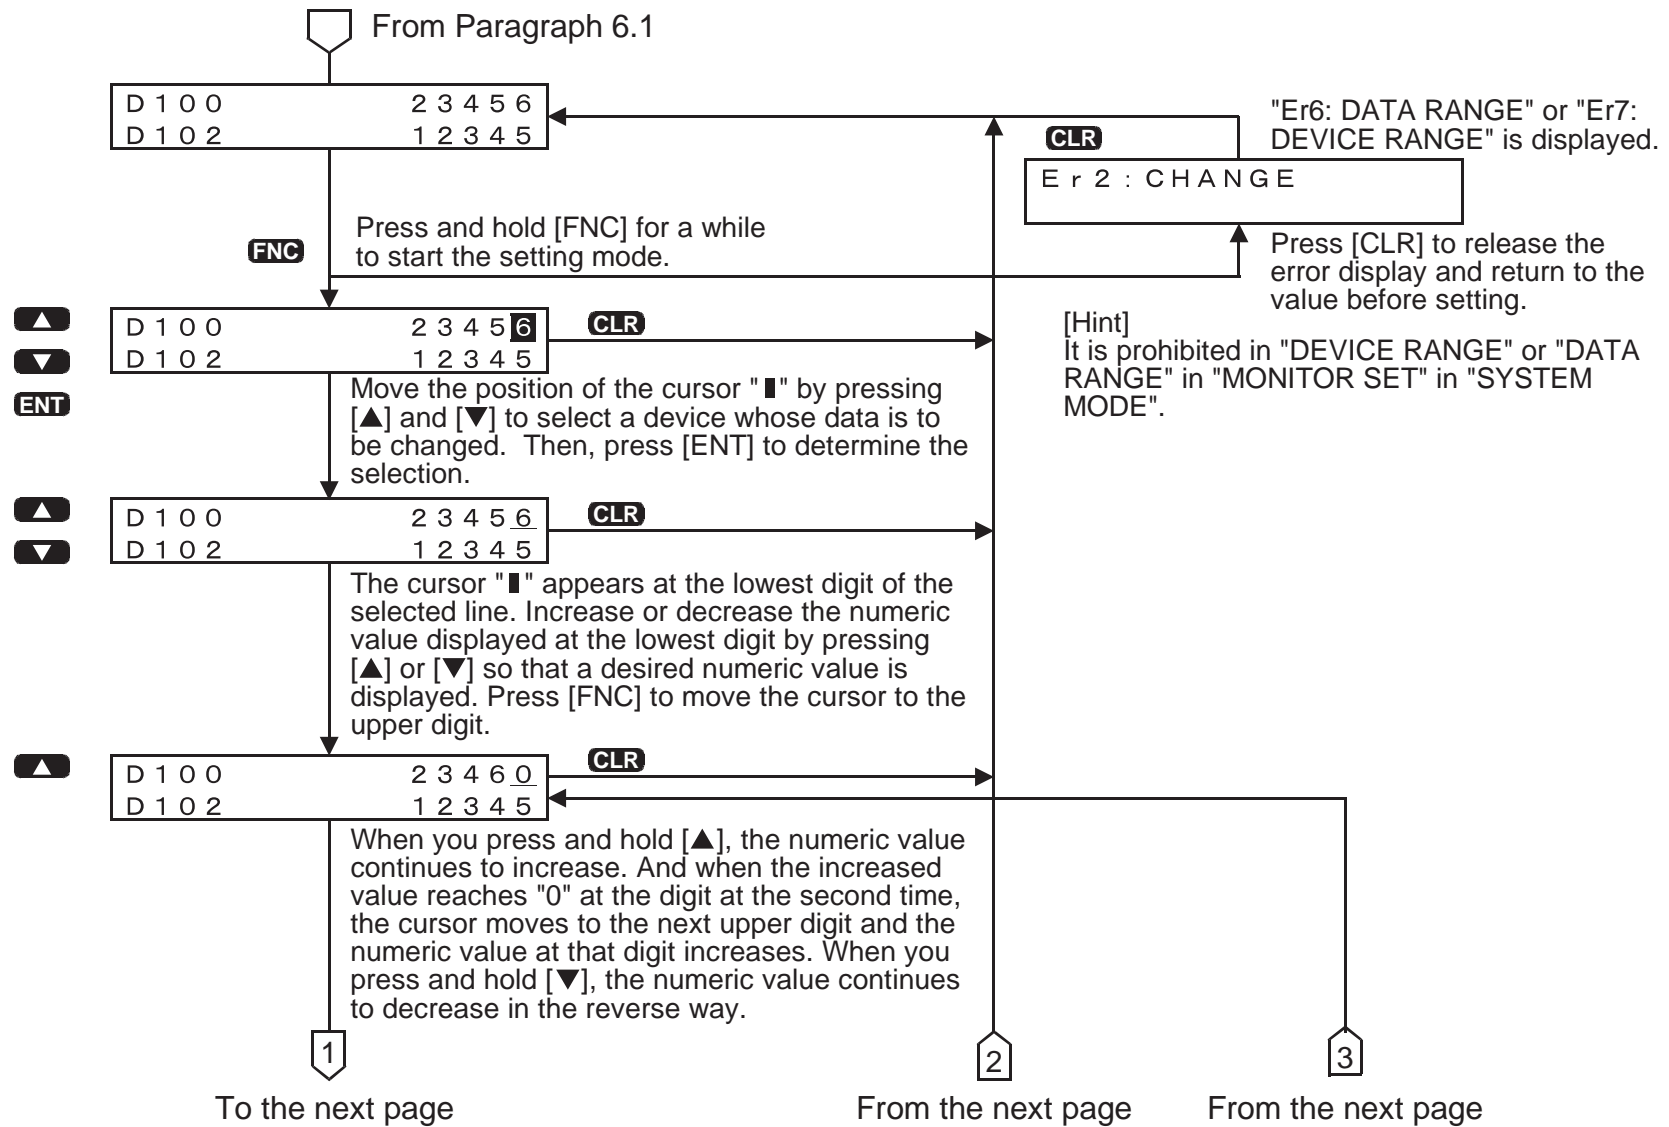 From Paragraph 6.1
D100 23456
D102 12345
CLR
"Er6: DATA RANGE" or "Er7:
DEVICE RANGE" is displayed.
Er2:CHANGE
Press and hold [FNC] for a while
to start the setting mode.
FNC
Press [CLR] to release the
error display and return to the
value before setting.
[Hint]
It is prohibited in "DEVICE RANGE" or "DATA
RANGE" in "MONITOR SET" in "SYSTEM
MODE".
▲
▼
ENT
D100 23456
D102 12345
CLR
Move the position of the cursor "▮" by pressing
[▲] and [▼] to select a device whose data is to
be changed. Then, press [ENT] to determine the
selection.
▲
▼
D100 23456
D102 12345
CLR
The cursor "▮" appears at the lowest digit of the
selected line. Increase or decrease the numeric
value displayed at the lowest digit by pressing
[▲] or [▼] so that a desired numeric value is
displayed. Press [FNC] to move the cursor to the
upper digit.
▲
D100 23460
D102 12345
CLR
When you press and hold [▲], the numeric value
continues to increase. And when the increased
value reaches "0" at the digit at the second time,
the cursor moves to the next upper digit and the
numeric value at that digit increases. When you
press and hold [▼], the numeric value continues
to decrease in the reverse way.
1
2
3
To the next page
From the next page
From the next page